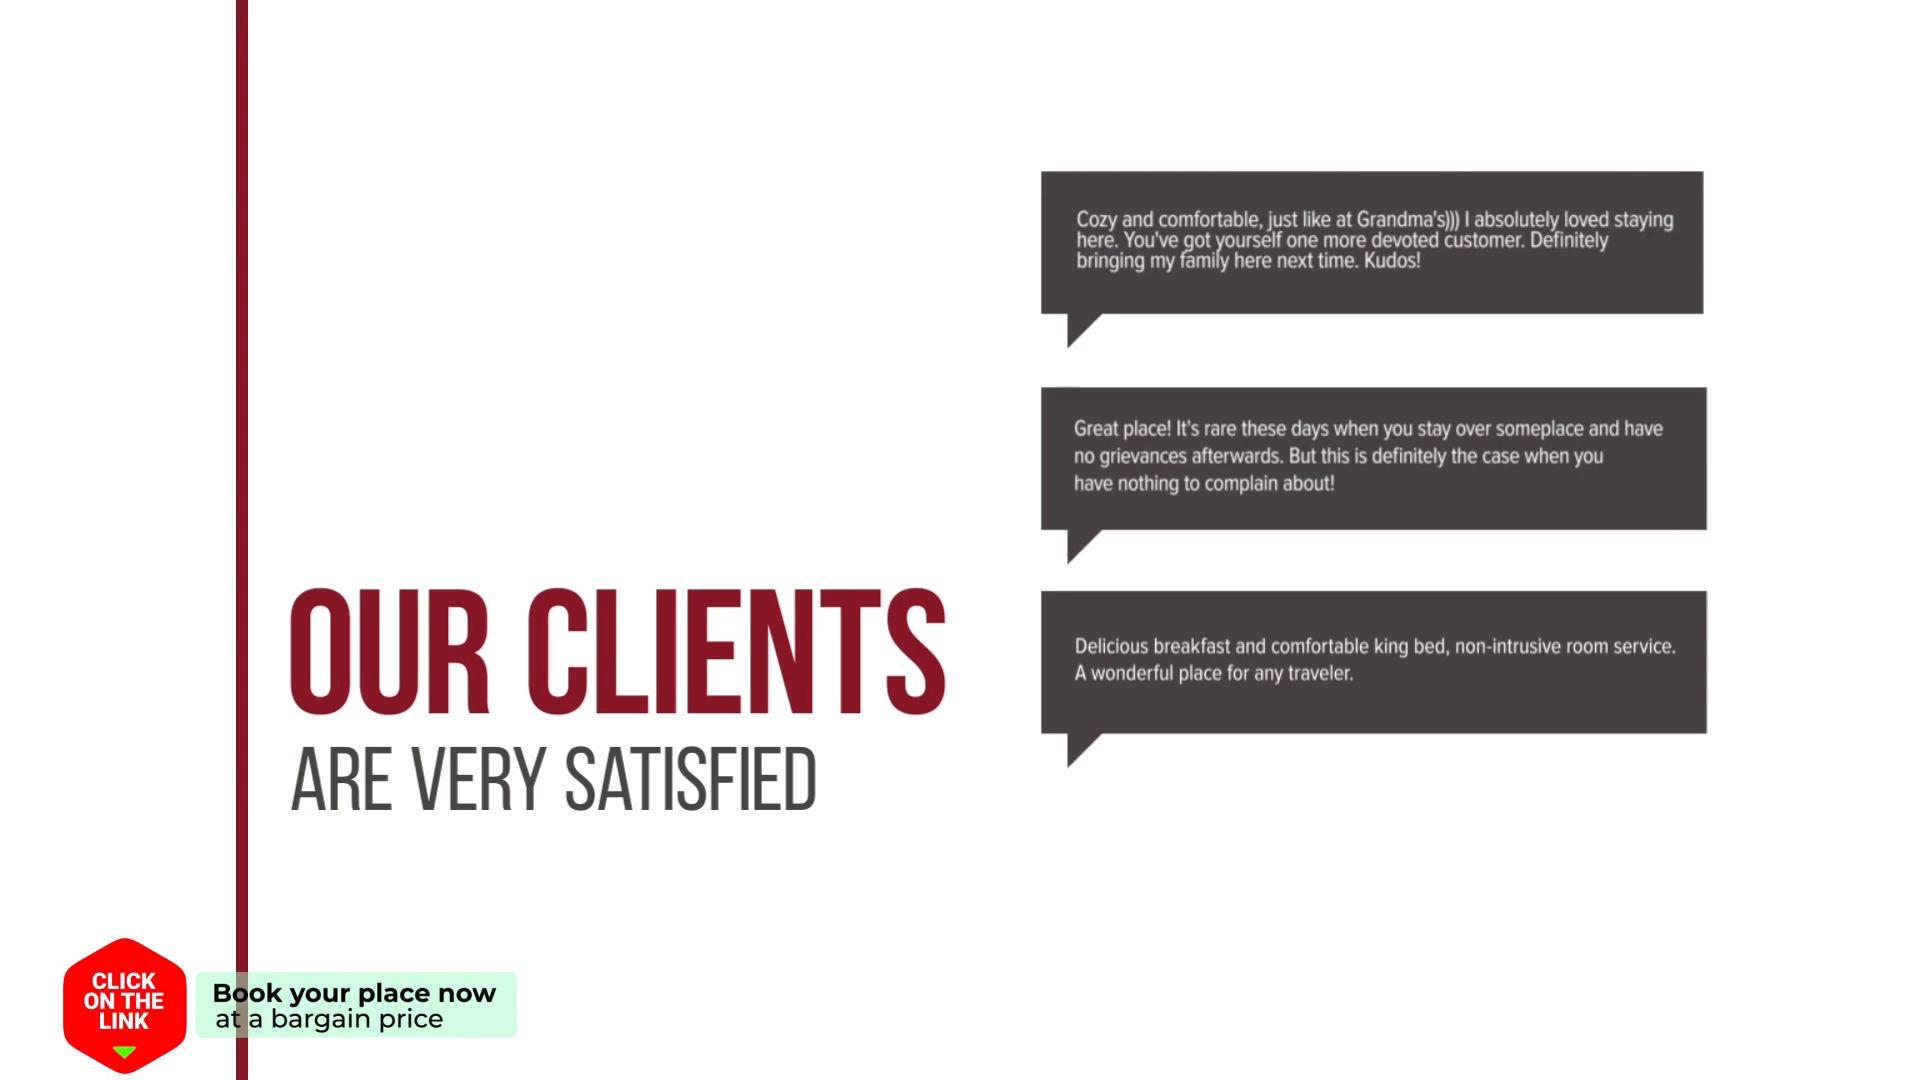 Cozy and comfortable, just like at Grandma's))) I absolutely loved staying
here. You've got yourself one more devoted customer. Definitely
bringing my family here next time. Kudos!
Great place! It's rare these days when you stay over someplace and have
no grievances afterwards. But this is definitely the case when you
have nothing to complain about!
Delicious breakfast and comfortable king bed, non-intrusive room service.
A wonderful place for any traveler.
OUR CLIENTS
ARE VERY SATISFIED
CLICK
ON THE
LINK
Book your place now
at a bargain price